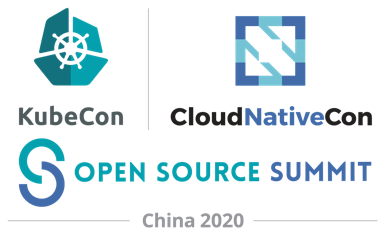 KubeCon CloudNativeCon
OPEN SOURCE SUMMIT
China 2020